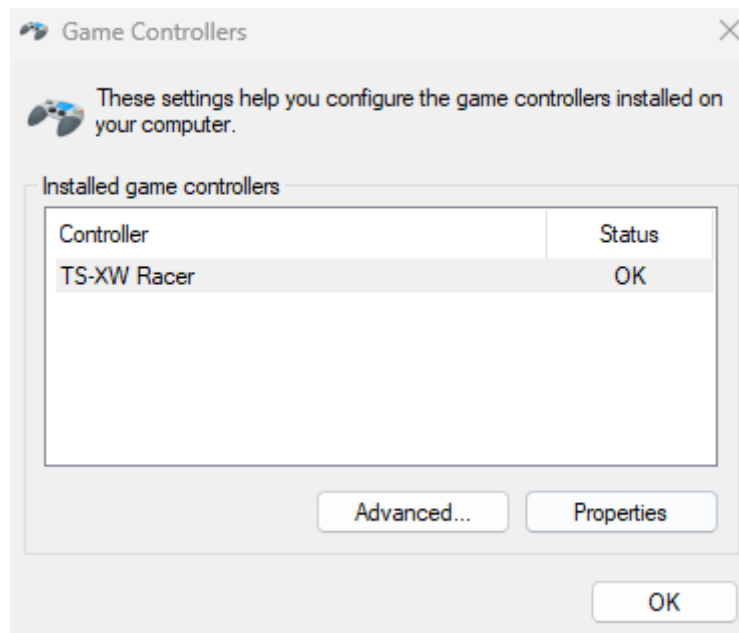 Game Controllers
These settings help you configure the game controllers installed on
your computer.
Installed game controllers
Controller Status
TS-XW Racer OK
Advanced... Properties
OK